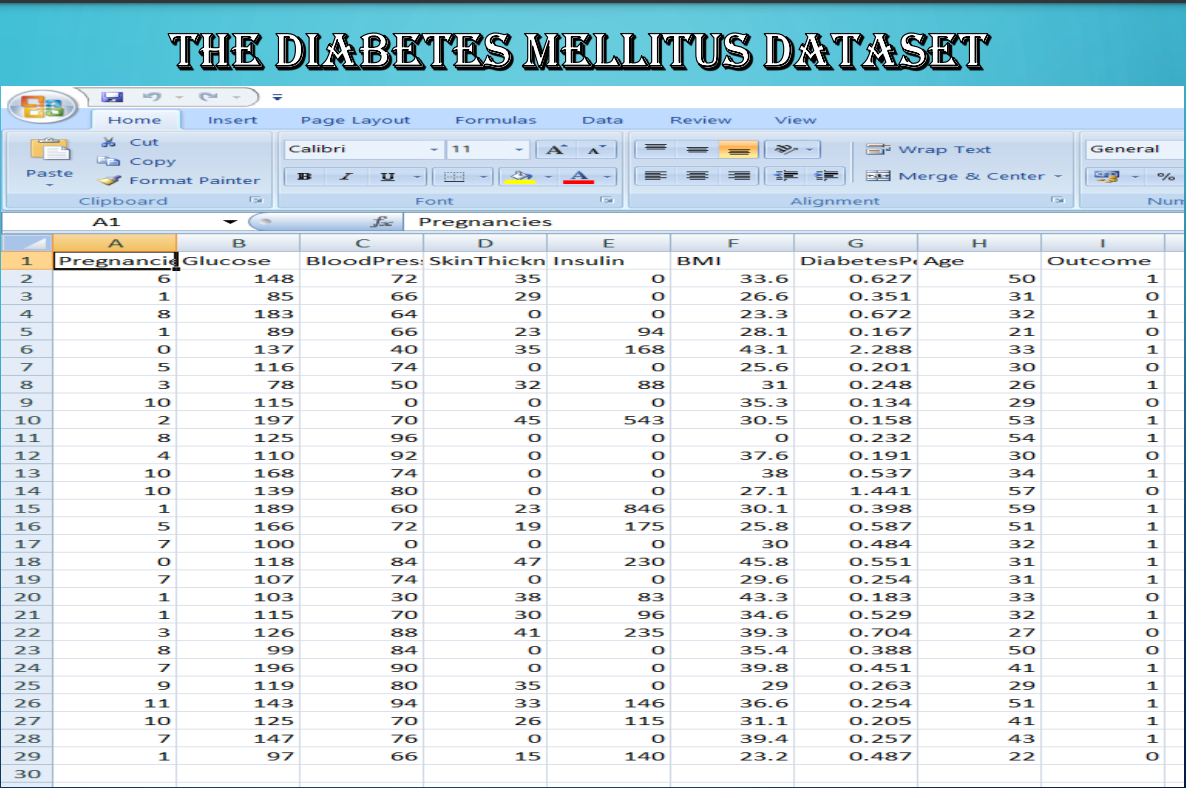 THE DIABETES MELLITUS DATASET
Home Insert Page Layout Formulas Data Review View
Cut
Calibri 11 A A Wrap Text General
Copy
Paste Format Painter B I U A Merge & Center %
Clipboard Font Alignment Num
A1 fx Pregnancies
A B C D E F G H I
1 Pregnancie Glucose BloodPres: SkinThickn Insulin BMI DiabetesPe Age Outcome
2 6 148 72 35 0 33.6 0.627 50 1
3 1 85 66 29 0 26.6 0.351 31 0
4 8 183 64 0 0 23.3 0.672 32 1
5 1 89 66 23 94 28.1 0.167 21 0
6 0 137 40 35 168 43.1 2.288 33 1
7 5 116 74 0 0 25.6 0.201 30 0
8 3 78 50 32 88 31 0.248 26 1
9 10 115 0 0 0 35.3 0.134 29 0
10 2 197 70 45 543 30.5 0.158 53 1
11 8 125 96 0 0 0 0.232 54 1
12 4 110 92 0 0 37.6 0.191 30 0
13 10 168 74 0 0 38 0.537 34 1
14 10 139 80 0 0 27.1 1.441 57 0
15 1 189 60 23 846 30.1 0.398 59 1
16 5 166 72 19 175 25.8 0.587 51 1
17 7 100 0 0 0 30 0.484 32 1
18 0 118 84 47 230 45.8 0.551 31 1
19 7 107 74 0 0 29.6 0.254 31 1
20 1 103 30 38 83 43.3 0.183 33 0
21 1 115 70 30 96 34.6 0.529 32 1
22 3 126 88 41 235 39.3 0.704 27 0
23 8 99 84 0 0 35.4 0.388 50 0
24 7 196 90 0 0 39.8 0.451 41 1
25 9 119 80 35 0 29 0.263 29 1
26 11 143 94 33 146 36.6 0.254 51 1
27 10 125 70 26 115 31.1 0.205 41 1
28 7 147 76 0 0 39.4 0.257 43 1
29 1 97 66 15 140 23.2 0.487 22 0
30